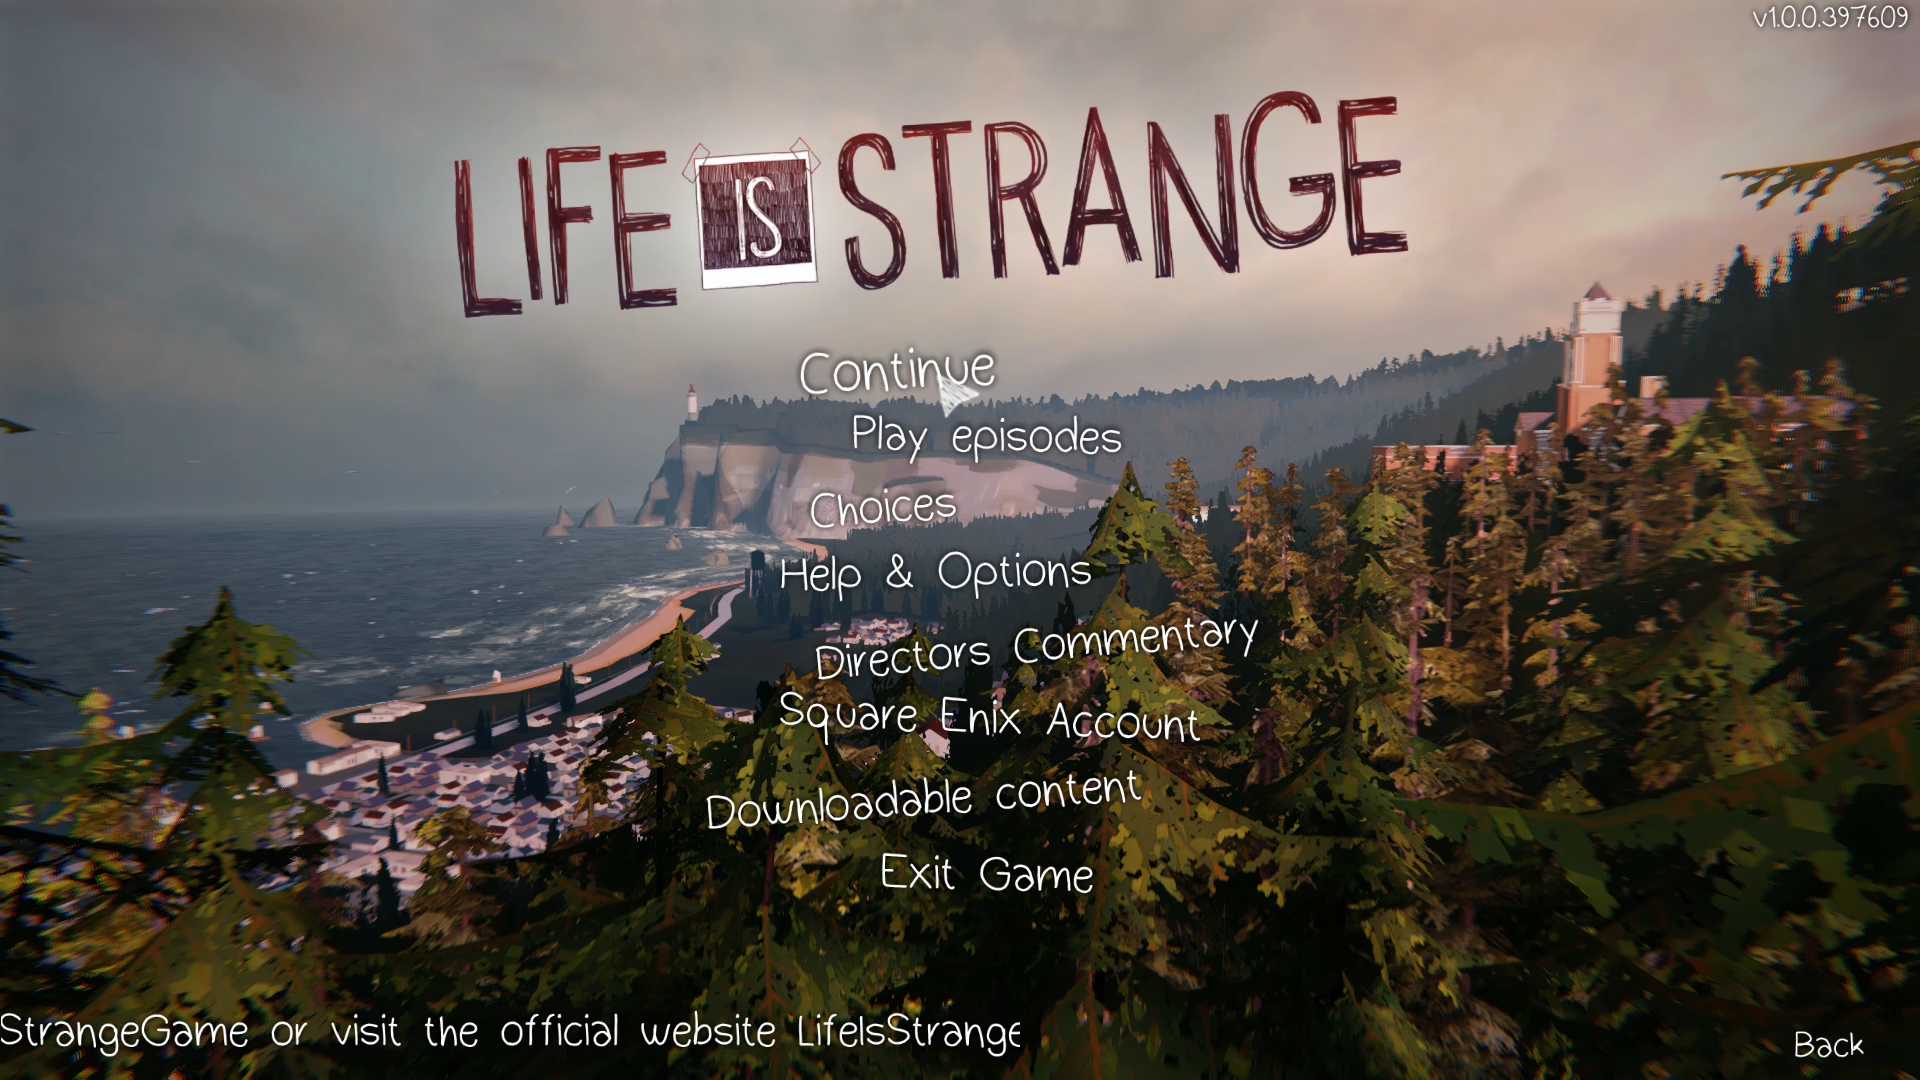 v1.0.0.397609
LIFE IS STRANGE
Continue
Play episodes
Choices
Help & Options
Directors Commentary
Square Enix Account
Downloadable content
Exit Game
StrangeGame or visit the official website LifeIsStrange
Back